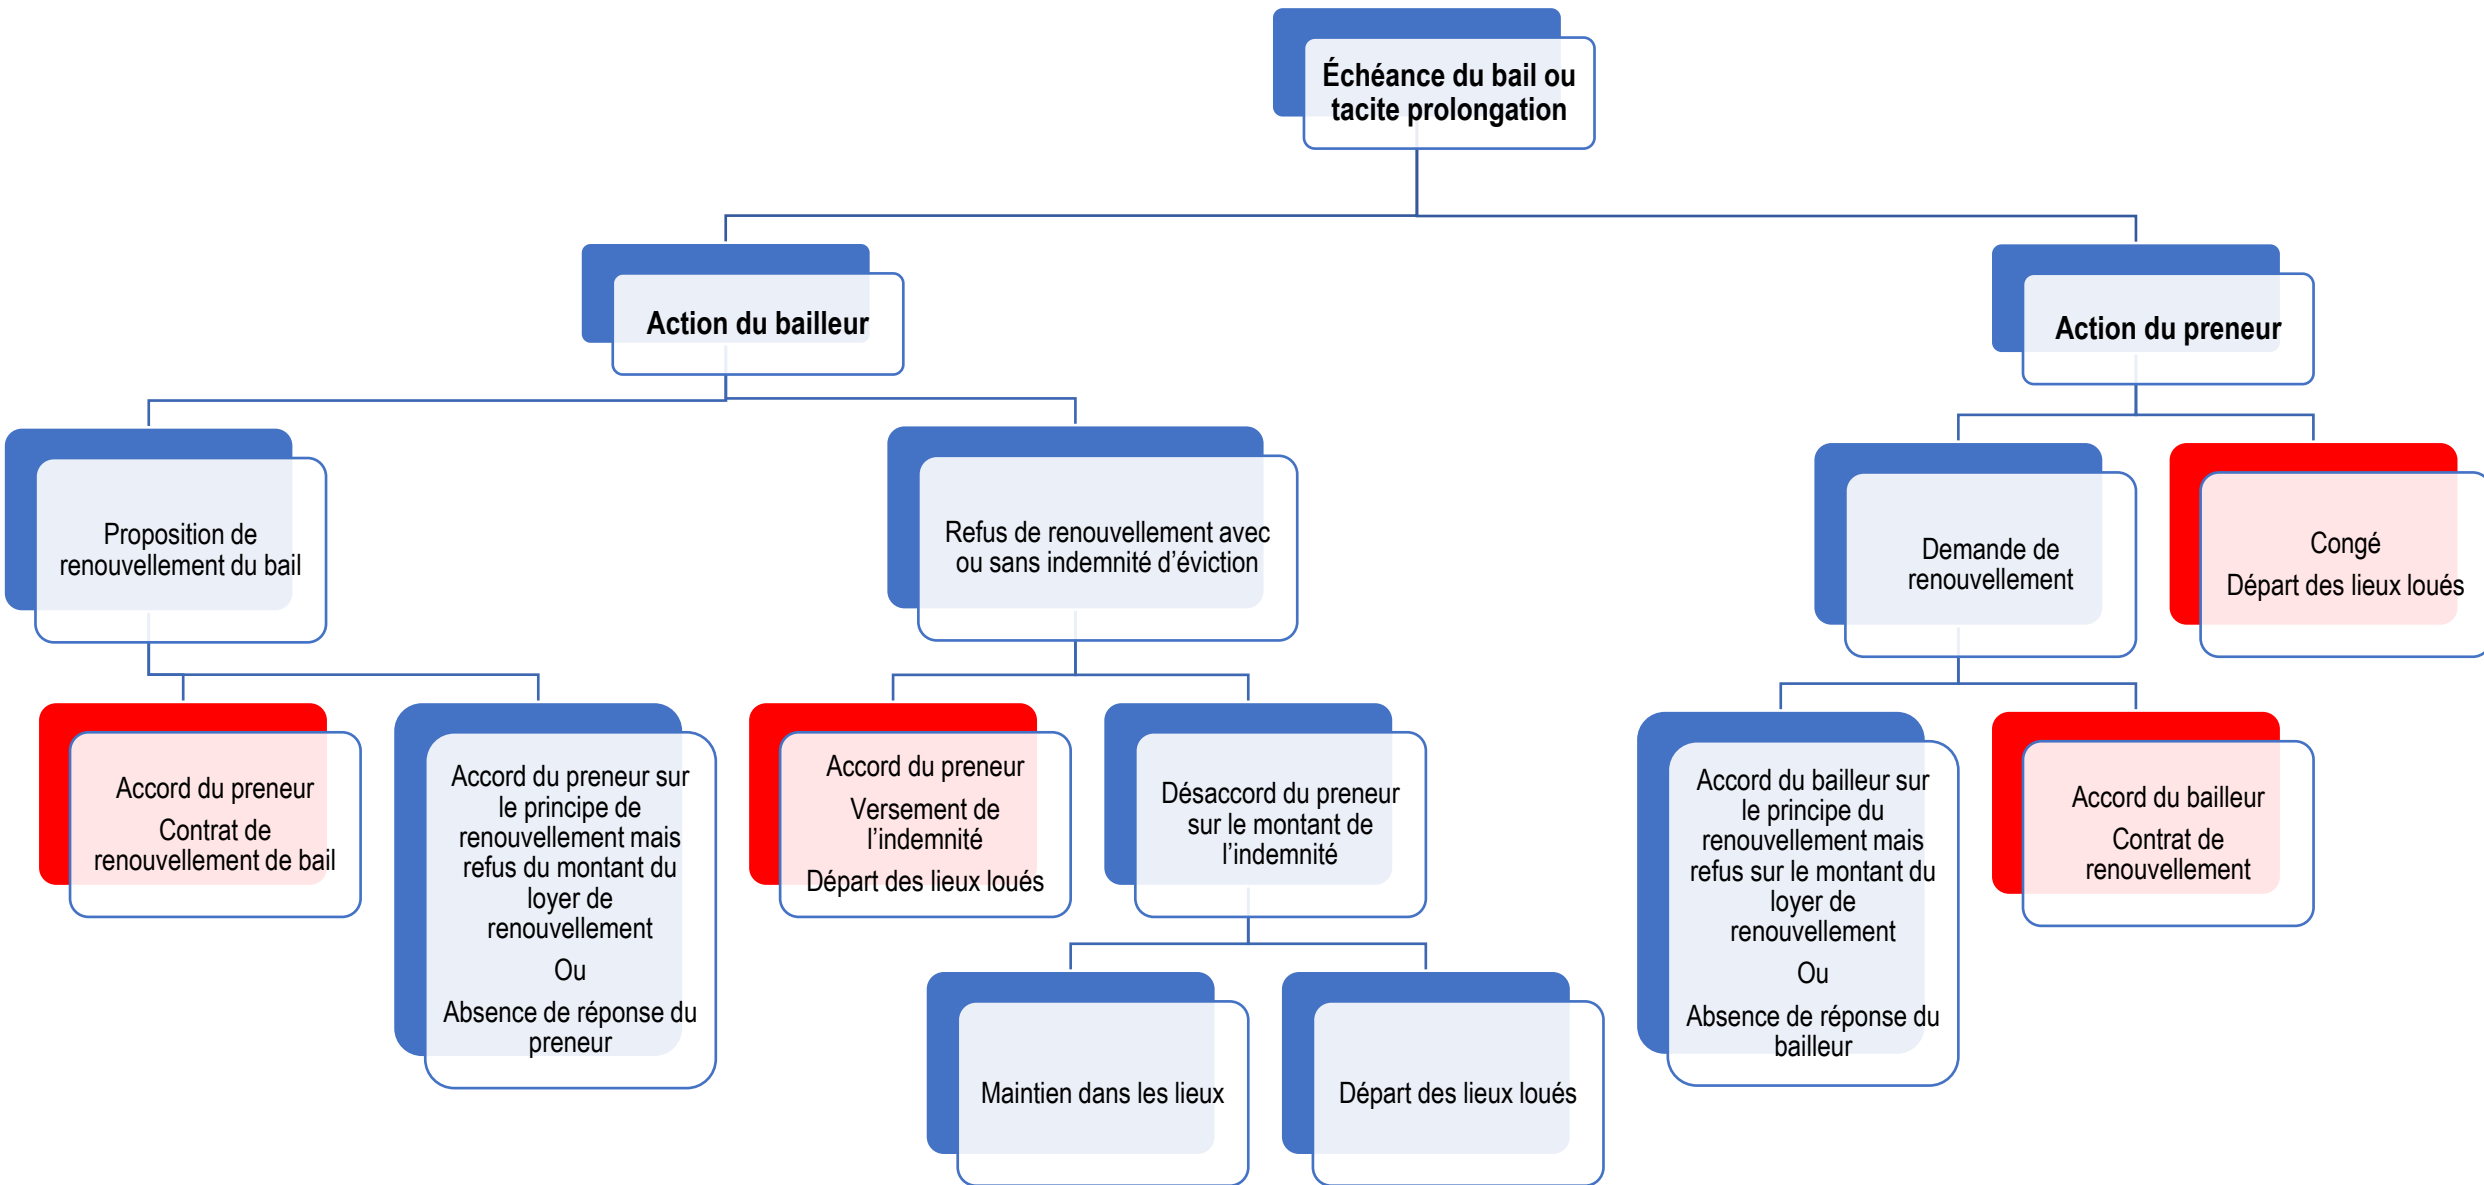 Échéance du bail ou
tacite prolongation
Action du bailleur
Action du preneur
Proposition de
renouvellement du bail
Refus de renouvellement avec
ou sans indemnité d’éviction
Demande de
renouvellement
Congé
Départ des lieux loués
Accord du preneur
Contrat de
renouvellement de bail
Accord du preneur sur
le principe de
renouvellement mais
refus du montant du
loyer de
renouvellement
Ou
Absence de réponse du
preneur
Accord du preneur
Versement de
l’indemnité
Départ des lieux loués
Désaccord du preneur
sur le montant de
l’indemnité
Accord du bailleur sur
le principe du
renouvellement mais
refus sur le montant du
loyer de
renouvellement
Ou
Absence de réponse du
bailleur
Accord du bailleur
Contrat de
renouvellement
Maintien dans les lieux
Départ des lieux loués